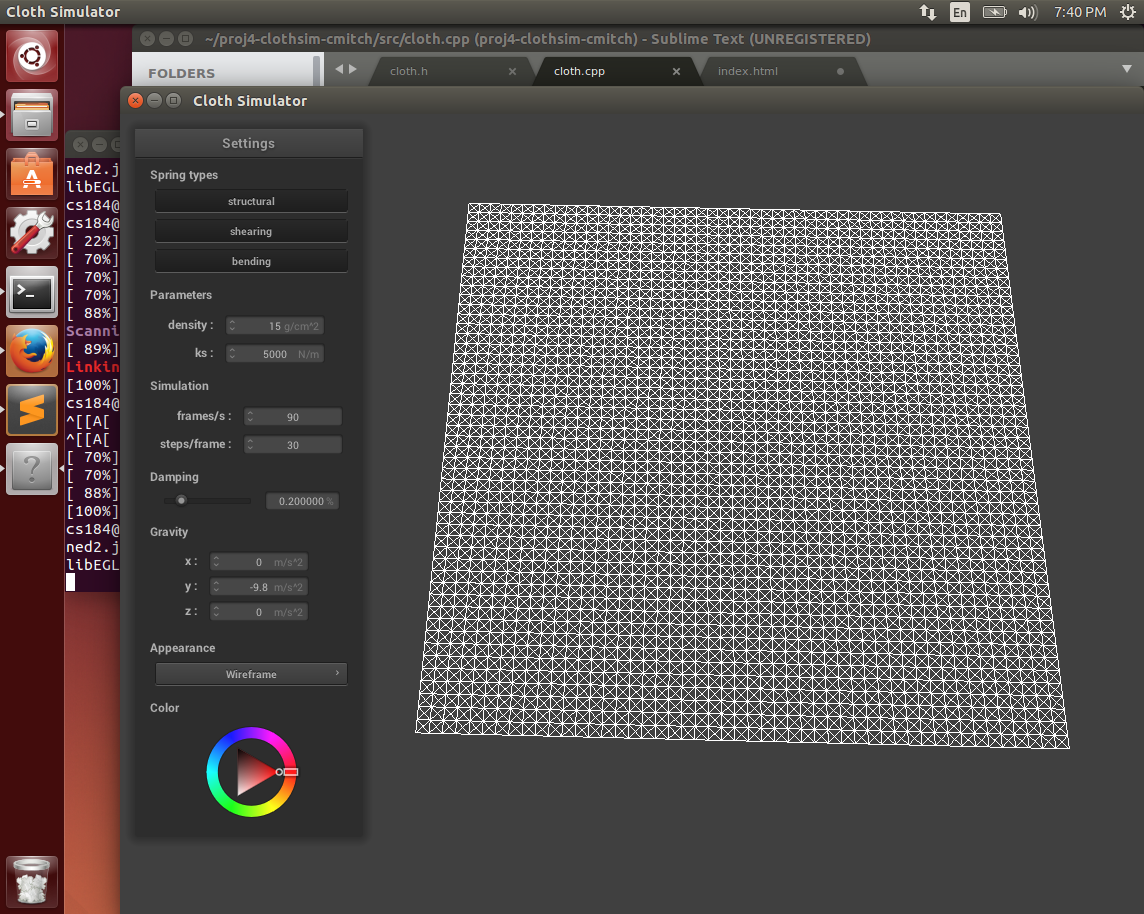 Cloth Simulator
En
7:40 PM
~/proj4-clothsim-cmitch/src/cloth.cpp (proj4-clothsim-cmitch) - Sublime Text (UNREGISTERED)
FOLDERS
cloth.h
cloth.cpp
index.html
Cloth Simulator
ned2.j
libEGL
cs184@
cs184@
[ 22%]
[ 70%]
[ 70%]
[ 70%]
[ 88%]
Scanni
[ 89%]
Linkin
[100%]
cs184@
^[[A[
^[[A[
[ 70%]
[ 70%]
[ 88%]
[100%]
cs184@
ned2.j
libEGL
Settings
Spring types
structural
shearing
bending
Parameters
density : 15 g/cm^2
ks : 5000 N/m
Simulation
frames/s : 90
steps/frame : 30
Damping
0.200000 %
Gravity
x : 0 m/s^2
y : -9.8 m/s^2
z : 0 m/s^2
Appearance
Wireframe
Color